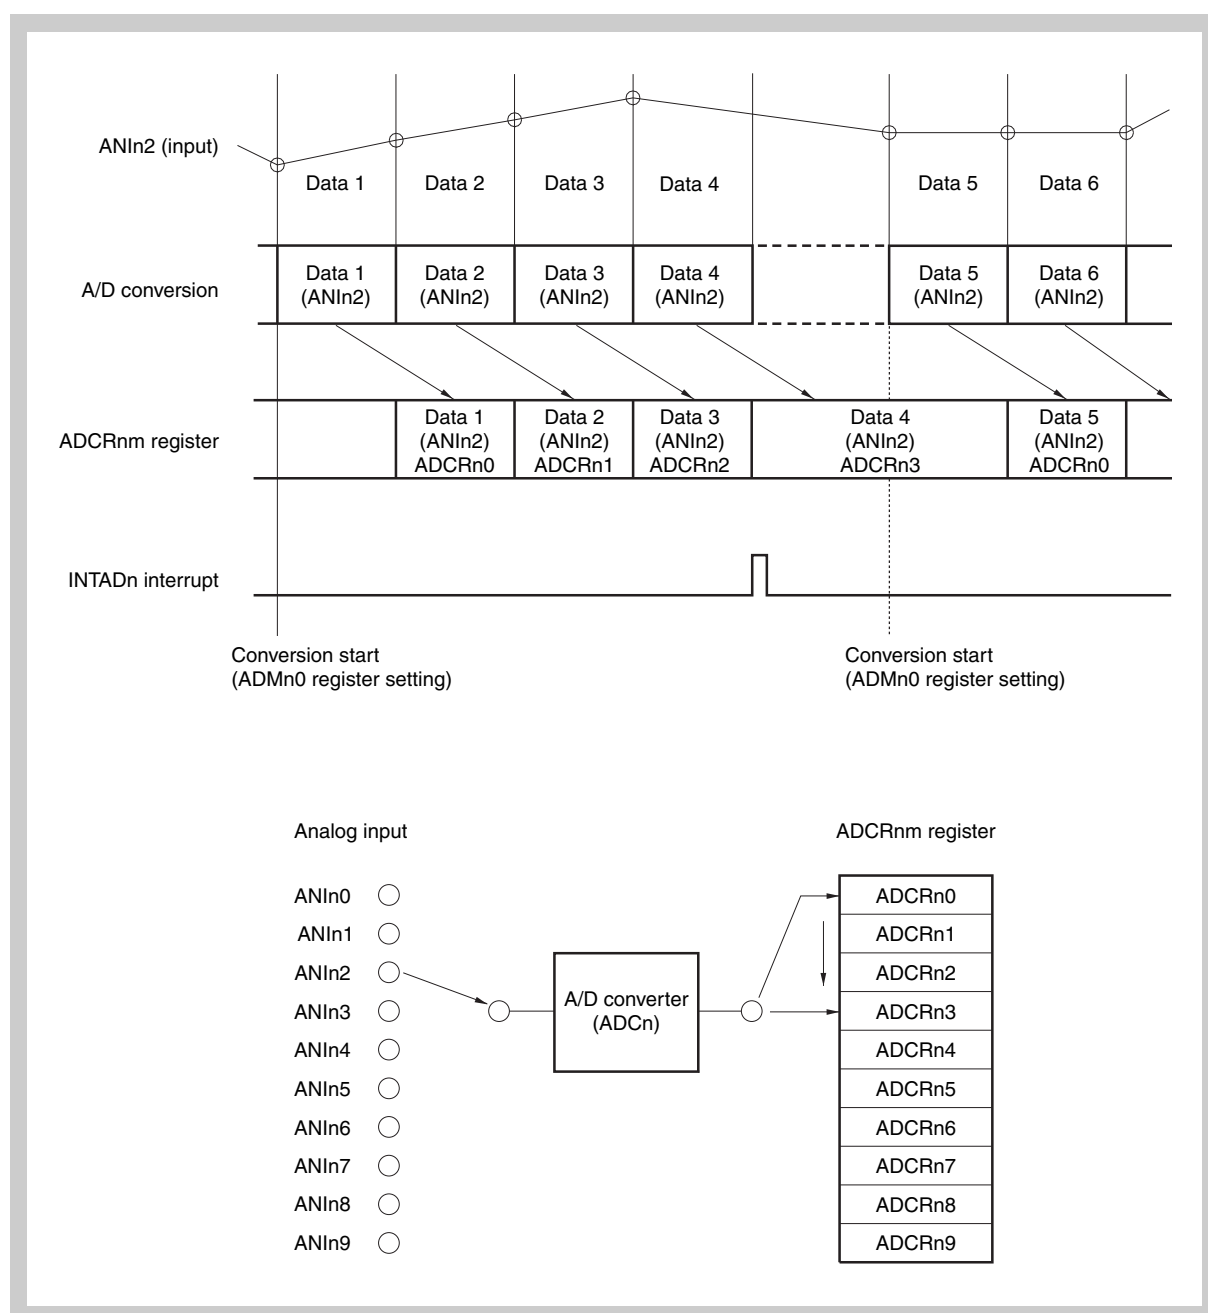 ANIn2 (input)
Data 1 Data 2 Data 3 Data 4 Data 5 Data 6
A/D conversion
Data 1 Data 2 Data 3 Data 4 Data 5 Data 6
(ANIn2) (ANIn2) (ANIn2) (ANIn2) (ANIn2) (ANIn2)
ADCRnm register
Data 1 Data 2 Data 3 Data 4 Data 5
(ANIn2) (ANIn2) (ANIn2) (ANIn2) (ANIn2)
ADCRn0 ADCRn1 ADCRn2 ADCRn3 ADCRn0
INTADn interrupt
Conversion start Conversion start
(ADMn0 register setting) (ADMn0 register setting)
Analog input ADCRnm register
ANIn0 ADCRn0
ANIn1 ADCRn1
ANIn2 ADCRn2
ANIn3 ADCRn3
ANIn4 ADCRn4
ANIn5 ADCRn5
ANIn6 ADCRn6
ANIn7 ADCRn7
ANIn8 ADCRn8
ANIn9 ADCRn9
A/D converter
(ADCn)